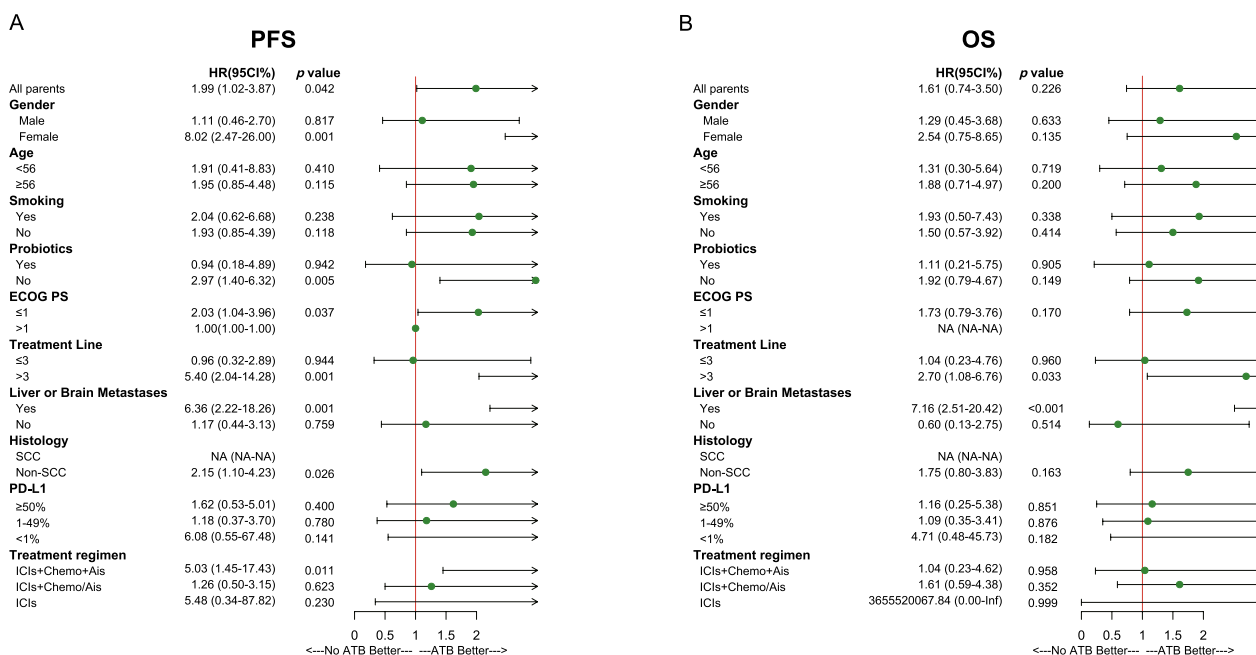 A
PFS
HR(95CI%) p value
All parents 1.99 (1.02-3.87) 0.042
Gender
Male 1.11 (0.46-2.70) 0.817
Female 8.02 (2.47-26.00) 0.001
Age
<56 1.91 (0.41-8.83) 0.410
≥56 1.95 (0.85-4.48) 0.115
Smoking
Yes 2.04 (0.62-6.68) 0.238
No 1.93 (0.85-4.39) 0.118
Probiotics
Yes 0.94 (0.18-4.89) 0.942
No 2.97 (1.40-6.32) 0.005
ECOG PS
≤1 2.03 (1.04-3.96) 0.037
>1 1.00(1.00-1.00)
Treatment Line
≤3 0.96 (0.32-2.89) 0.944
>3 5.40 (2.04-14.28) 0.001
Liver or Brain Metastases
Yes 6.36 (2.22-18.26) 0.001
No 1.17 (0.44-3.13) 0.759
Histology
SCC NA (NA-NA)
Non-SCC 2.15 (1.10-4.23) 0.026
PD-L1
≥50% 1.62 (0.53-5.01) 0.400
1-49% 1.18 (0.37-3.70) 0.780
<1% 6.08 (0.55-67.48) 0.141
Treatment regimen
ICIs+Chemo+Ais 5.03 (1.45-17.43) 0.011
ICIs+Chemo/Ais 1.26 (0.50-3.15) 0.623
ICIs 5.48 (0.34-87.82) 0.230
0 0.5 1 1.5 2
<---No ATB Better--- ---ATB Better--->
B
OS
HR(95CI%) p value
All parents 1.61 (0.74-3.50) 0.226
Gender
Male 1.29 (0.45-3.68) 0.633
Female 2.54 (0.75-8.65) 0.135
Age
<56 1.31 (0.30-5.64) 0.719
≥56 1.88 (0.71-4.97) 0.200
Smoking
Yes 1.93 (0.50-7.43) 0.338
No 1.50 (0.57-3.92) 0.414
Probiotics
Yes 1.11 (0.21-5.75) 0.905
No 1.92 (0.79-4.67) 0.149
ECOG PS
≤1 1.73 (0.79-3.76) 0.170
>1 NA (NA-NA)
Treatment Line
≤3 1.04 (0.23-4.76) 0.960
>3 2.70 (1.08-6.76) 0.033
Liver or Brain Metastases
Yes 7.16 (2.51-20.42) <0.001
No 0.60 (0.13-2.75) 0.514
Histology
SCC NA (NA-NA)
Non-SCC 1.75 (0.80-3.83) 0.163
PD-L1
≥50% 1.16 (0.25-5.38) 0.851
1-49% 1.09 (0.35-3.41) 0.876
<1% 4.71 (0.48-45.73) 0.182
Treatment regimen
ICIs+Chemo+Ais 1.04 (0.23-4.62) 0.958
ICIs+Chemo/Ais 1.61 (0.59-4.38) 0.352
ICIs 3655520067.84 (0.00-Inf) 0.999
0 0.5 1 1.5 2
<---No ATB Better--- ---ATB Better--->